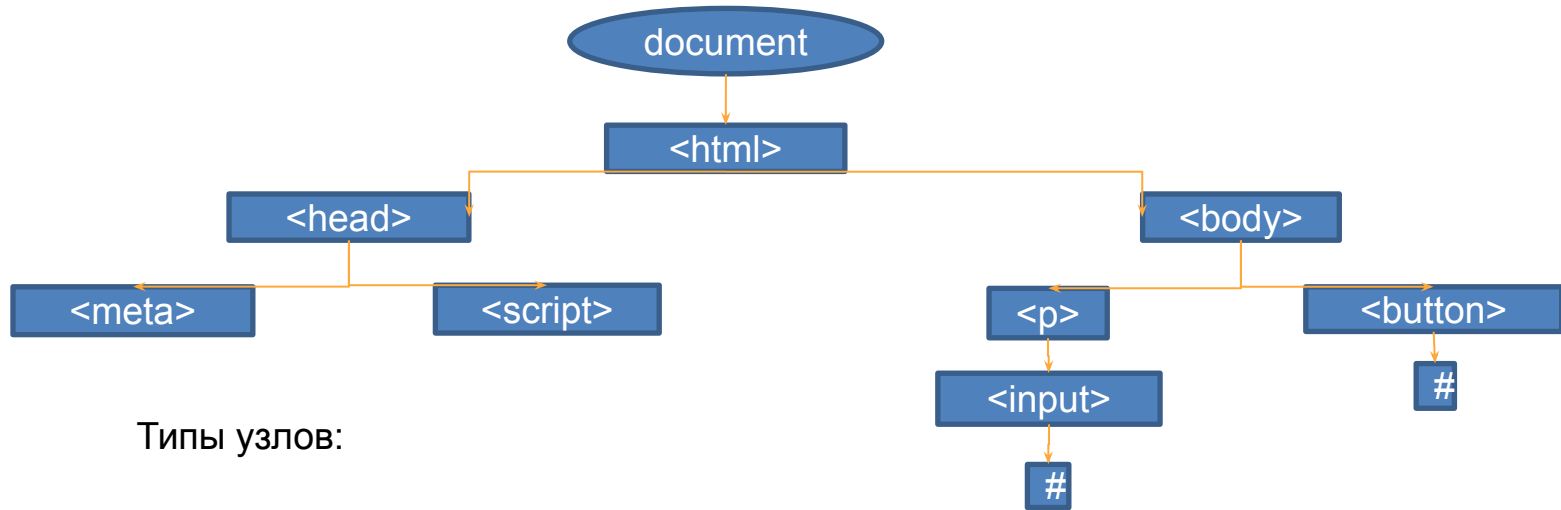 document
<html>
<head>
<body>
<meta>
<script>
<p>
<button>
<input>
#
Типы узлов:
#